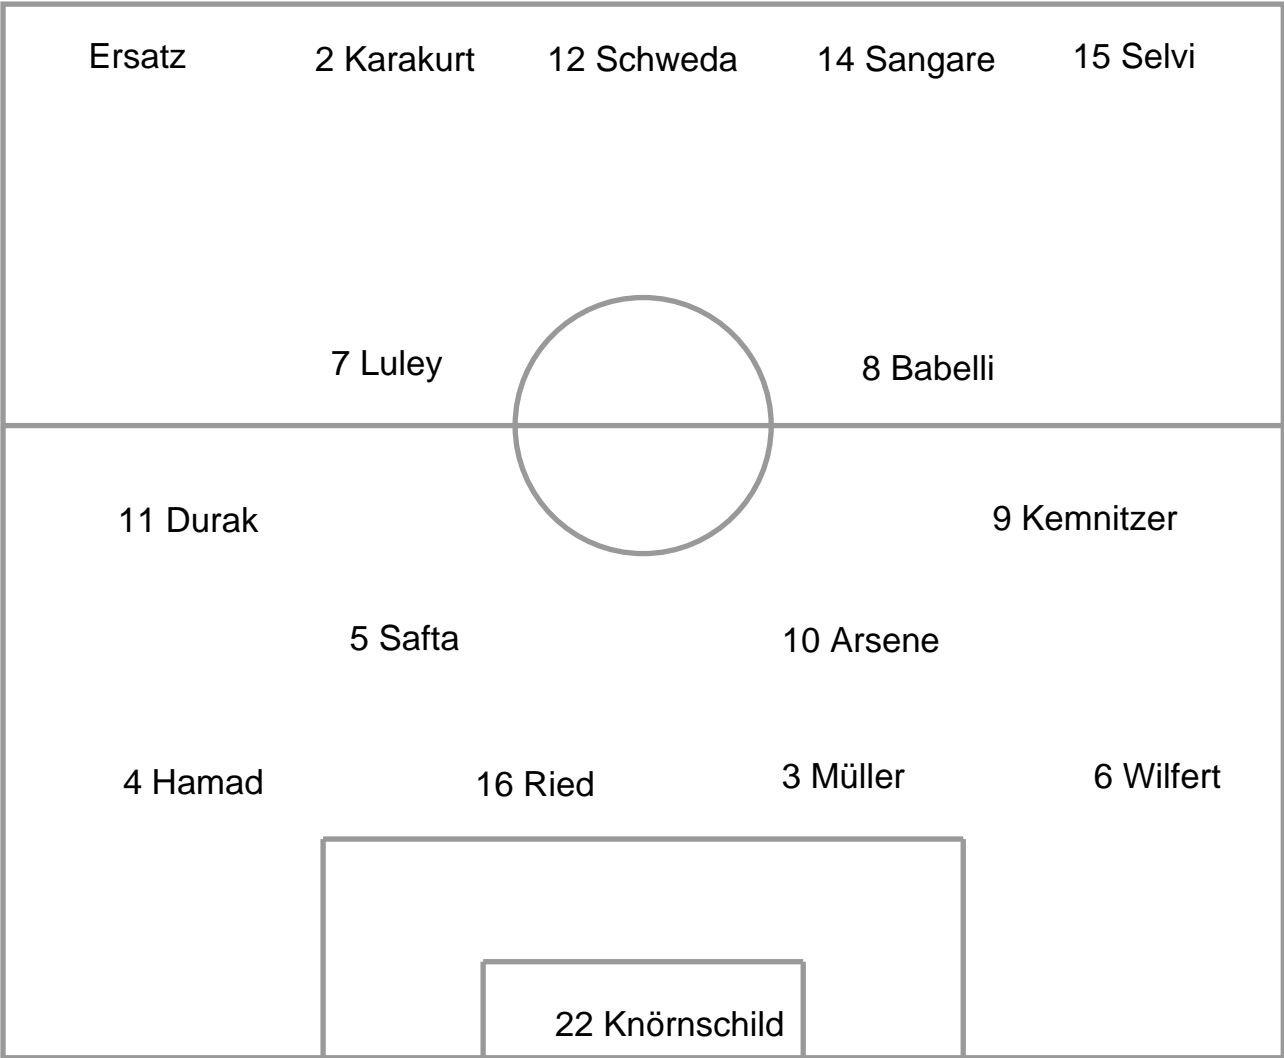 Ersatz 2 Karakurt 12 Schweda 14 Sangare 15 Selvi
7 Luley 8 Babelli
11 Durak 9 Kemnitzer
5 Safta 10 Arsene
4 Hamad 16 Ried 3 Müller 6 Wilfert
22 Knörnschild